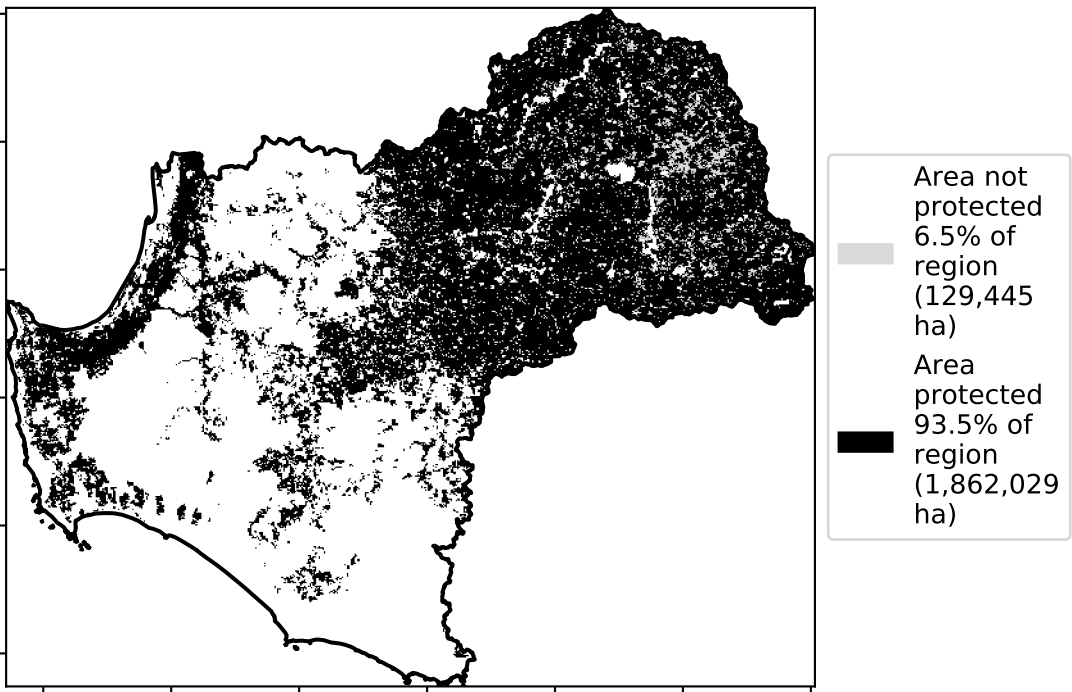 Area not
protected
6.5% of
region
(129,445
ha)
Area
protected
93.5% of
region
(1,862,029
ha)